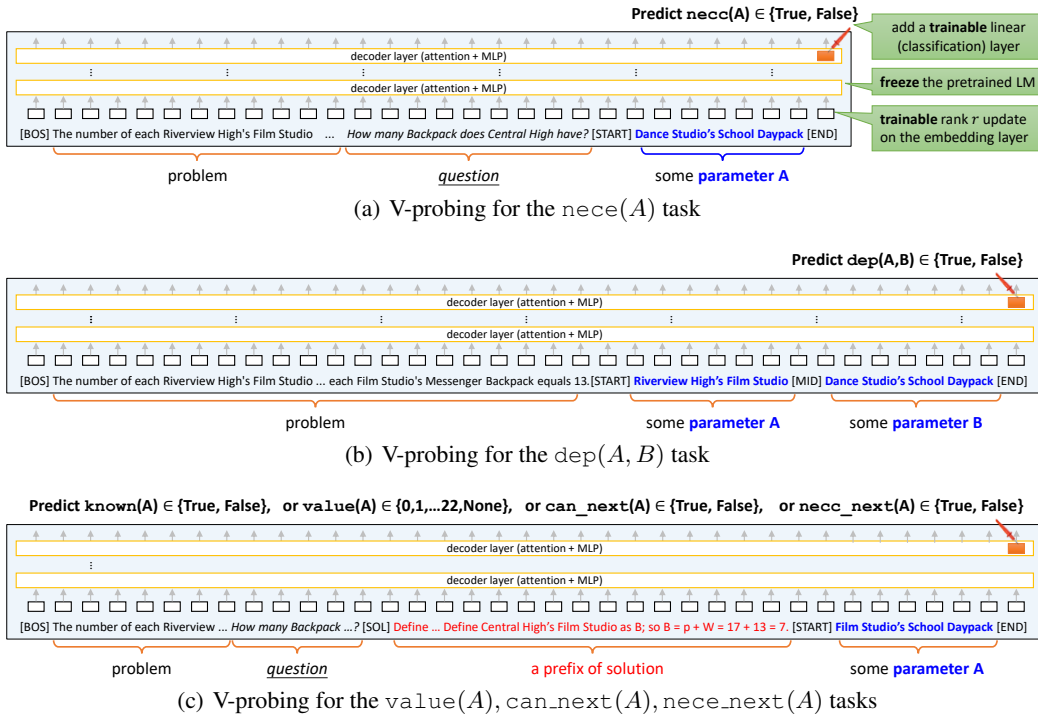 Predict necc(A) ∈ {True, False}
add a trainable linear
(classification) layer
decoder layer (attention + MLP)
...
decoder layer (attention + MLP)
freeze the pretrained LM
trainable rank r update
on the embedding layer
[BOS] The number of each Riverview High's Film Studio ... How many Backpack does Central High have? [START] Dance Studio's School Daypack [END]
problem question some parameter A
(a) V-probing for the nece(A) task
Predict dep(A,B) ∈ {True, False}
decoder layer (attention + MLP)
...
decoder layer (attention + MLP)
[BOS] The number of each Riverview High's Film Studio ... each Film Studio's Messenger Backpack equals 13.[START] Riverview High's Film Studio [MID] Dance Studio's School Daypack [END]
problem some parameter A some parameter B
(b) V-probing for the dep(A, B) task
Predict known(A) ∈ {True, False}, or value(A) ∈ {0,1,...22,None}, or can_next(A) ∈ {True, False}, or necc_next(A) ∈ {True, False}
decoder layer (attention + MLP)
...
decoder layer (attention + MLP)
[BOS] The number of each Riverview ... How many Backpack ...? [SOL] Define ... Define Central High's Film Studio as B; so B = p + W = 17 + 13 = 7. [START] Film Studio's School Daypack [END]
problem question a prefix of solution some parameter A
(c) V-probing for the value(A), can_next(A), nece_next(A) tasks